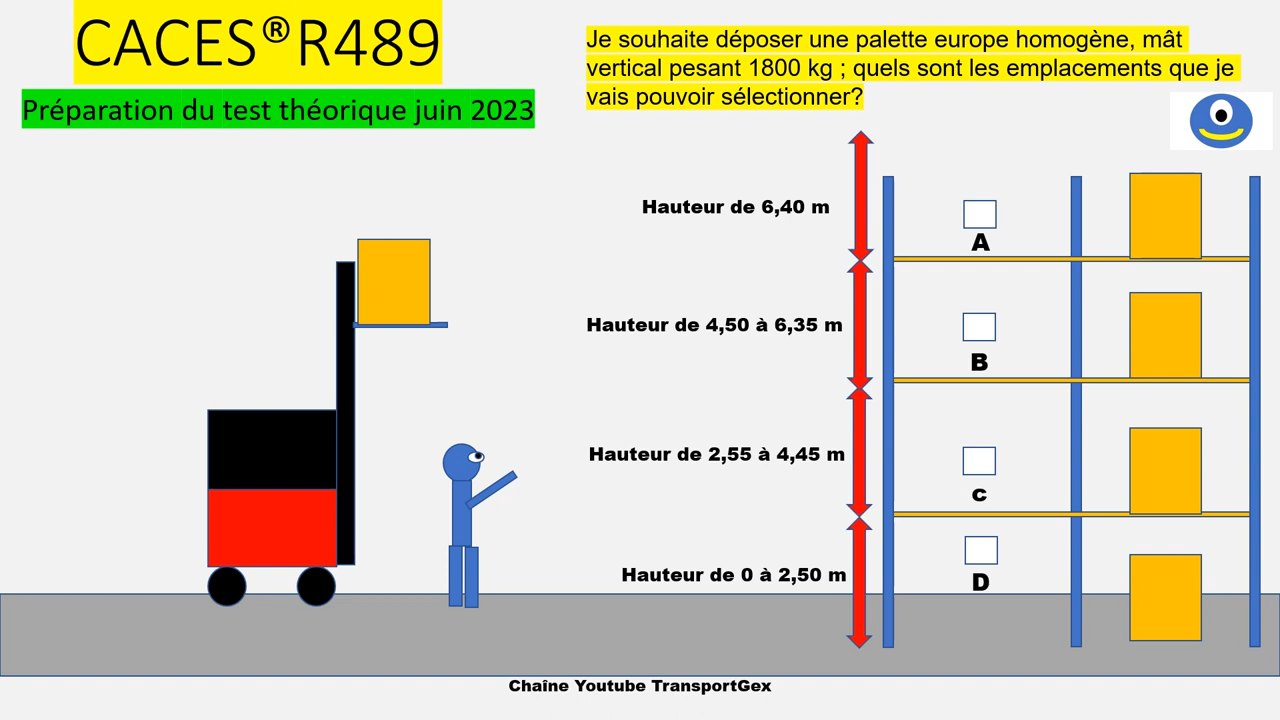 CACES®R489
Préparation du test théorique juin 2023
Je souhaite déposer une palette europe homogène, mât
vertical pesant 1800 kg ; quels sont les emplacements que je
vais pouvoir sélectionner?
Hauteur de 6,40 m
A
Hauteur de 4,50 à 6,35 m
B
Hauteur de 2,55 à 4,45 m
c
Hauteur de 0 à 2,50 m
D
Chaîne Youtube TransportGex